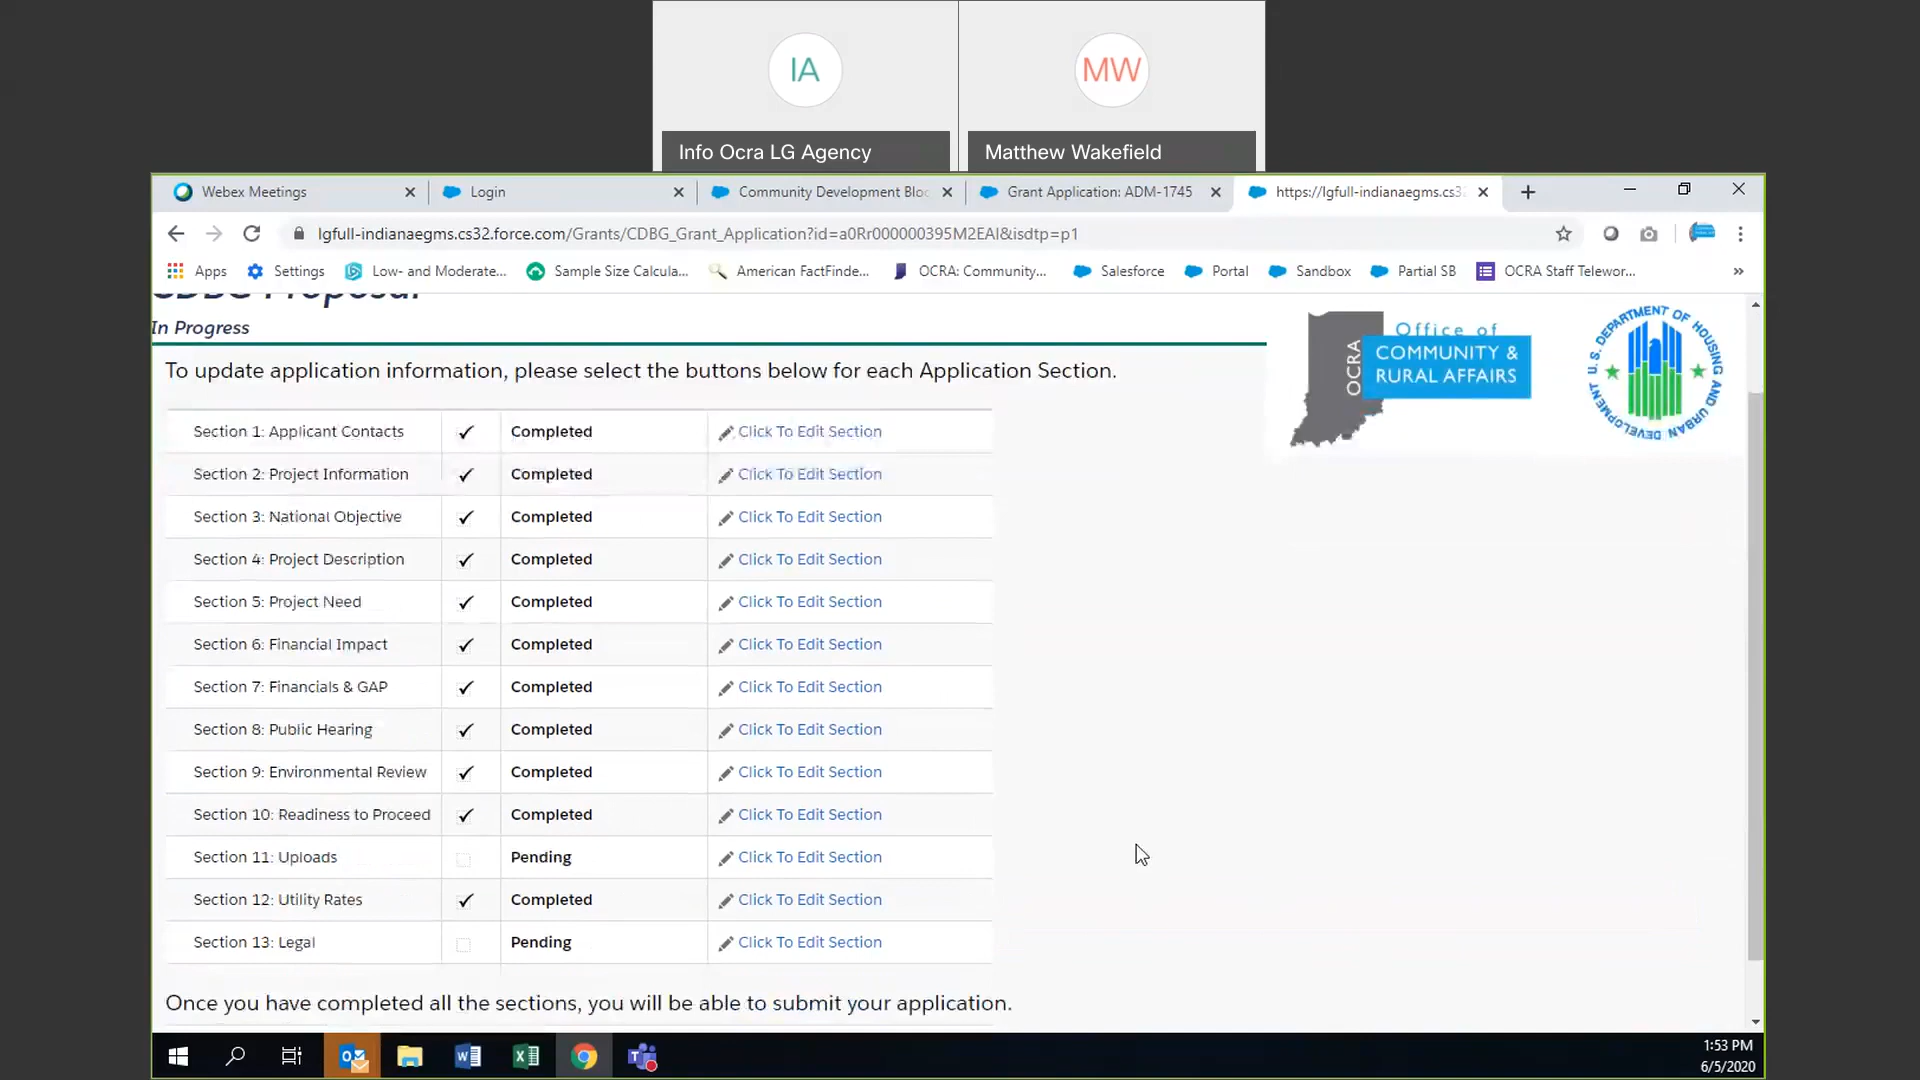 IA
MW
Info Ocra LG Agency
Matthew Wakefield
Webex Meetings
Login
Community Development Bloc
Grant Application: ADM-1745
https://lgfull-indianaegms.cs32
lgfull-indianaegms.cs32.force.com/Grants/CDBG_Grant_Application?id=a0Rr000000395M2EAI&isdtp=p1
Apps
Settings
Low- and Moderate...
Sample Size Calcula...
American FactFinde...
OCRA: Community...
Salesforce
Portal
Sandbox
Partial SB
OCRA Staff Telewor...
CDBG Proposal
In Progress
OCRA
Office of
COMMUNITY &
RURAL AFFAIRS
U.S. DEPARTMENT OF HOUSING AND URBAN DEVELOPMENT
To update application information, please select the buttons below for each Application Section.
Section 1: Applicant Contacts Completed Click To Edit Section
Section 2: Project Information Completed Click To Edit Section
Section 3: National Objective Completed Click To Edit Section
Section 4: Project Description Completed Click To Edit Section
Section 5: Project Need Completed Click To Edit Section
Section 6: Financial Impact Completed Click To Edit Section
Section 7: Financials & GAP Completed Click To Edit Section
Section 8: Public Hearing Completed Click To Edit Section
Section 9: Environmental Review Completed Click To Edit Section
Section 10: Readiness to Proceed Completed Click To Edit Section
Section 11: Uploads Pending Click To Edit Section
Section 12: Utility Rates Completed Click To Edit Section
Section 13: Legal Pending Click To Edit Section
Once you have completed all the sections, you will be able to submit your application.
1:53 PM
6/5/2020